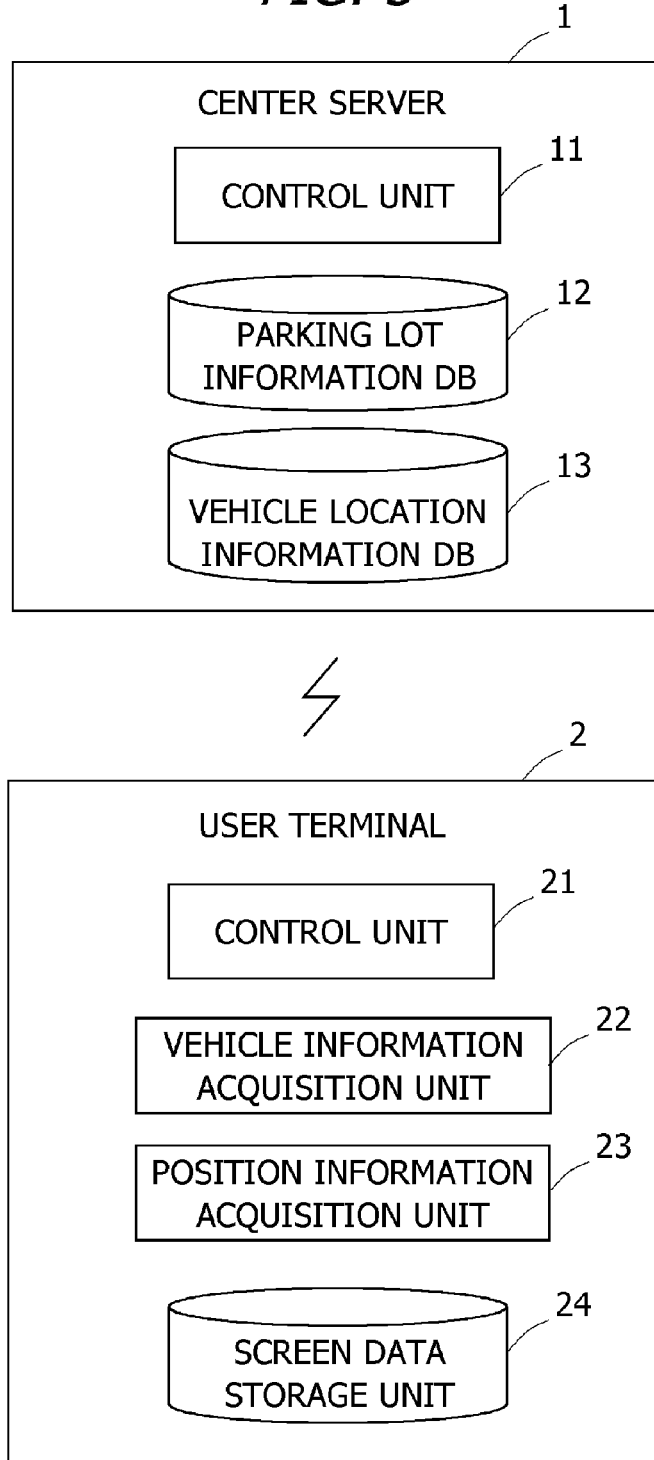 1
CENTER SERVER
11
CONTROL UNIT
12
PARKING LOT
INFORMATION DB
13
VEHICLE LOCATION
INFORMATION DB
2
USER TERMINAL
21
CONTROL UNIT
22
VEHICLE INFORMATION
ACQUISITION UNIT
23
POSITION INFORMATION
ACQUISITION UNIT
24
SCREEN DATA
STORAGE UNIT